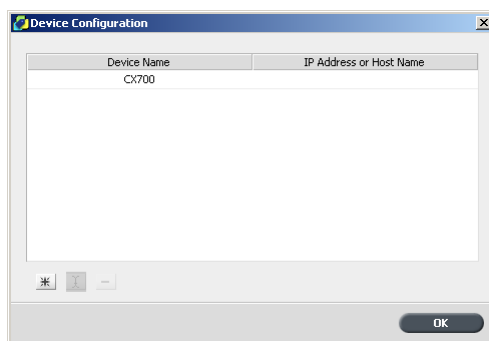 Device Configuration
Device Name IP Address or Host Name
CX700
OK